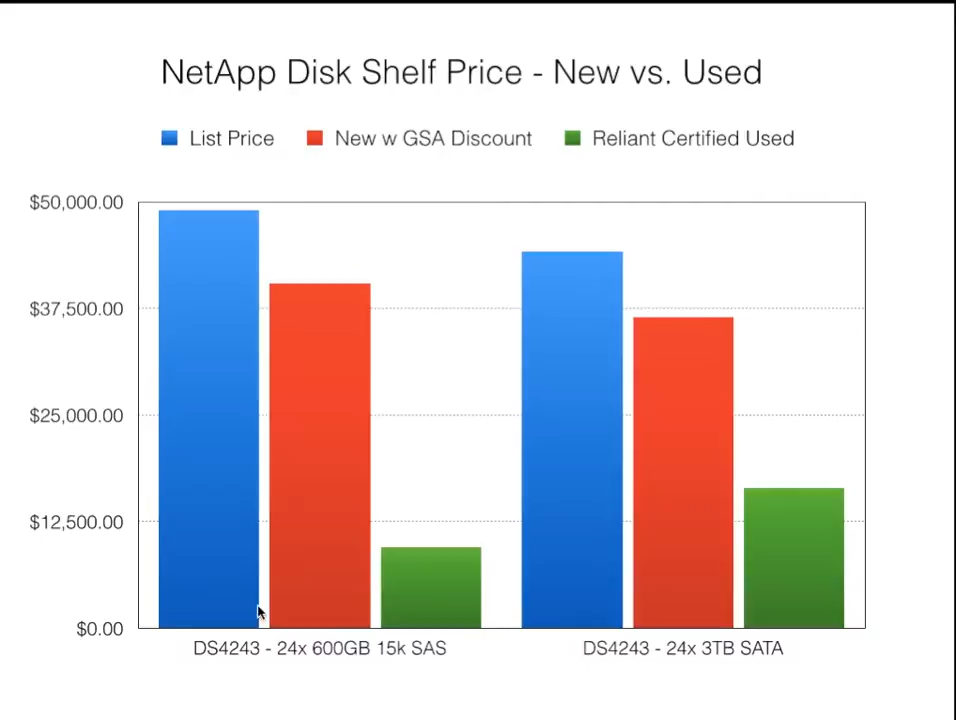 NetApp Disk Shelf Price - New vs. Used
List Price New w GSA Discount Reliant Certified Used
$50,000.00
$37,500.00
$25,000.00
$12,500.00
$0.00
DS4243 - 24x 600GB 15k SAS DS4243 - 24x 3TB SATA